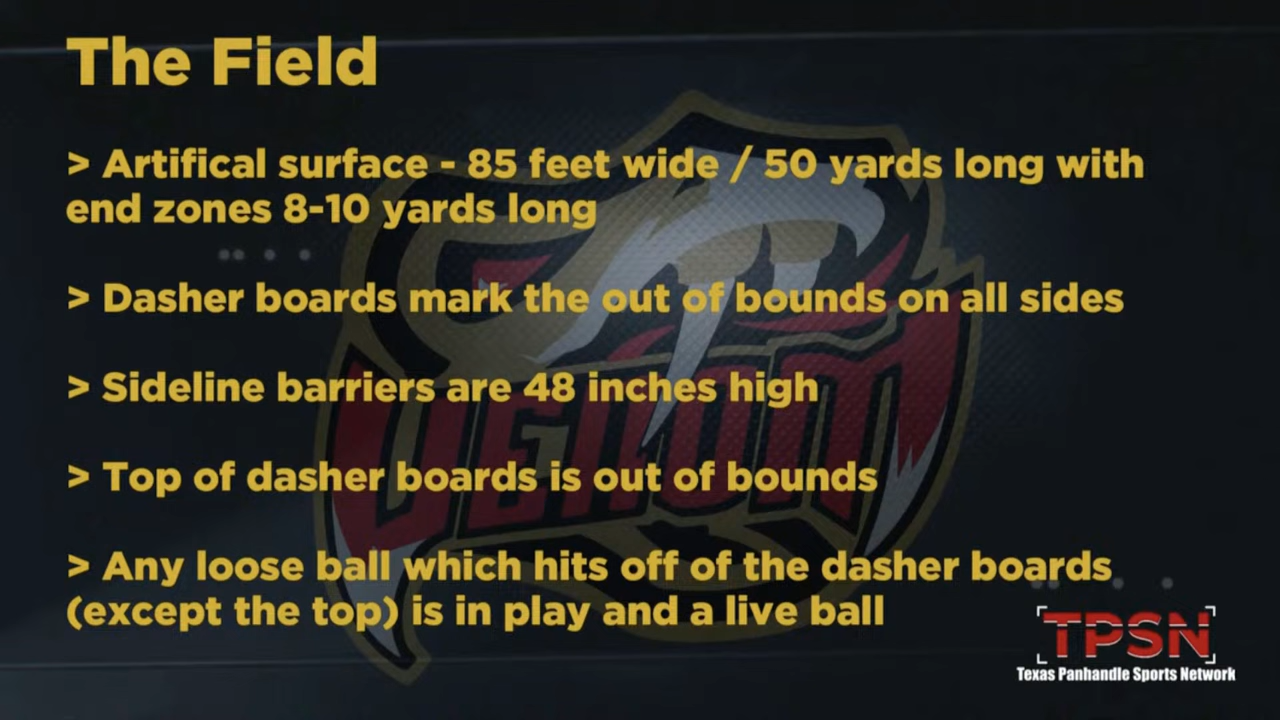 The Field
> Artifical surface - 85 feet wide / 50 yards long with
end zones 8-10 yards long
> Dasher boards mark the out of bounds on all sides
> Sideline barriers are 48 inches high
> Top of dasher boards is out of bounds
> Any loose ball which hits off of the dasher boards
(except the top) is in play and a live ball
VENOM
TPSN
Texas Panhandle Sports Network